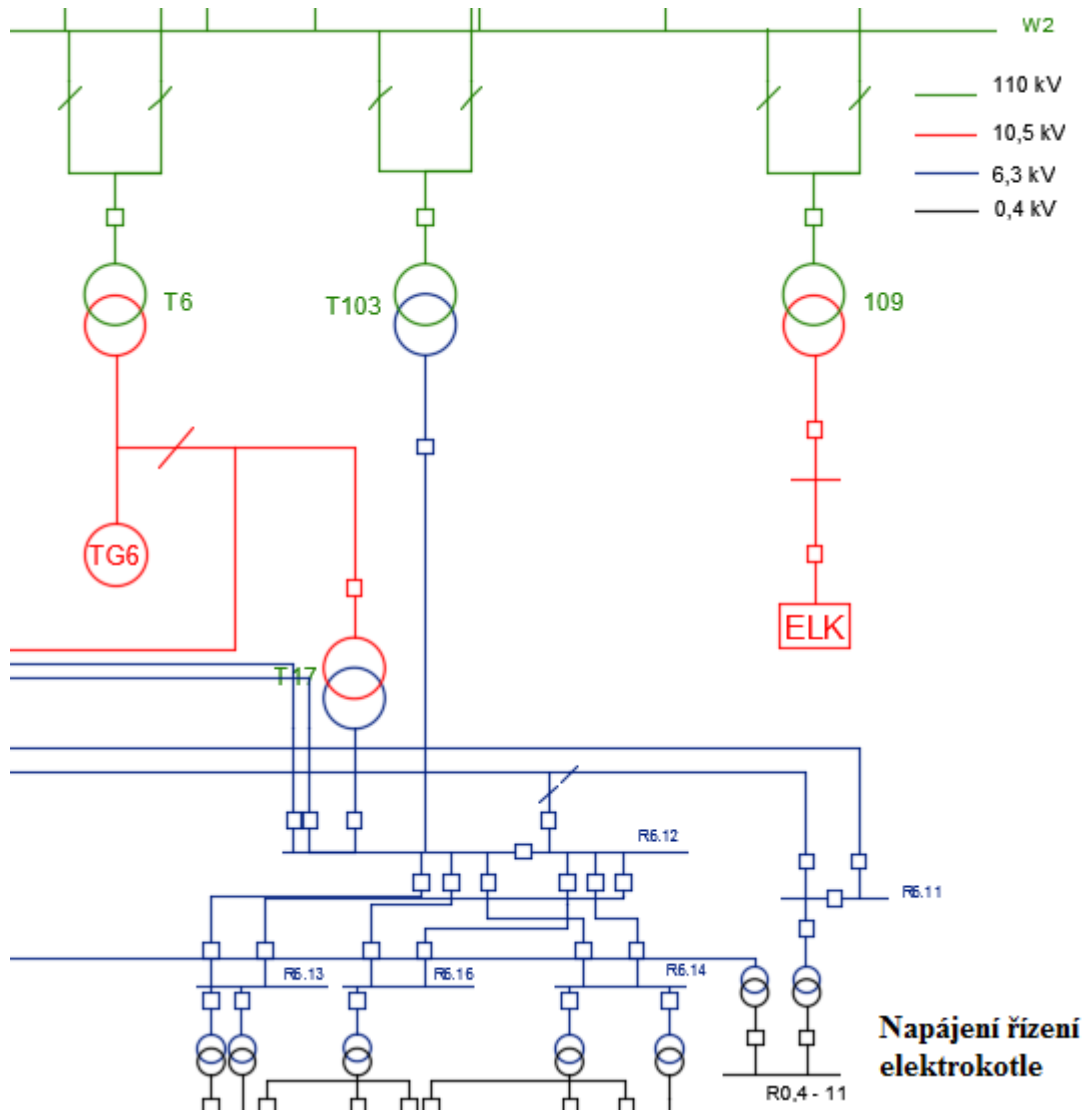 W2
110 kV
10,5 kV
6,3 kV
0,4 kV
T6
T103
109
TG6
ELK
T17
R6.12
R6.11
R6.13
R6.16
R6.14
Napájení řízení
elektrokotle
R0,4 - 11